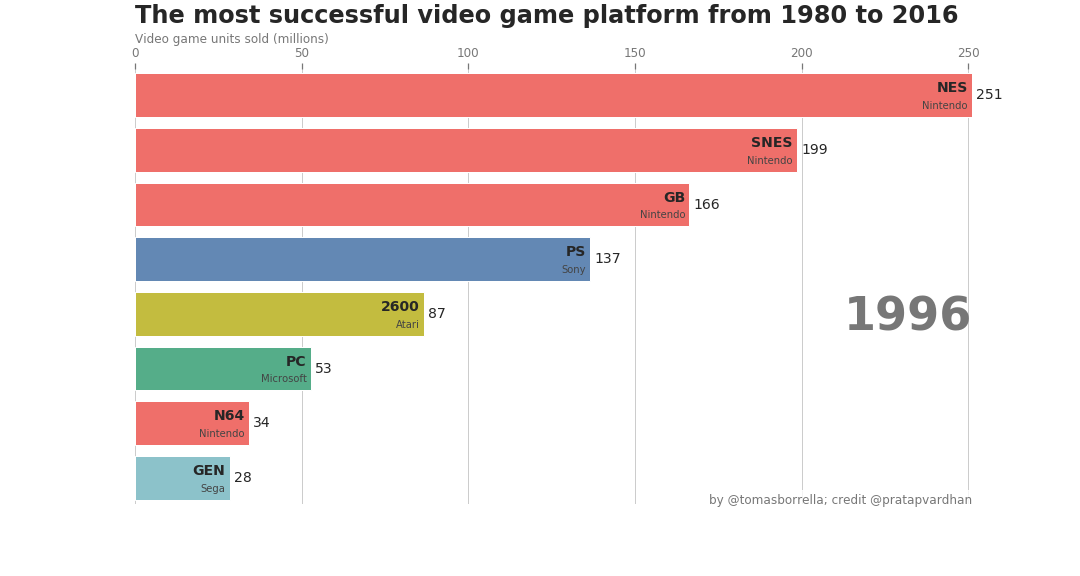 The most successful video game platform from 1980 to 2016
Video game units sold (millions)
0 50 100 150 200 250
NES
Nintendo
251
SNES
Nintendo
199
GB
Nintendo
166
PS
Sony
137
2600
Atari
87
1996
PC
Microsoft
53
N64
Nintendo
34
GEN
Sega
28
by @tomasborrella; credit @pratapvardhan